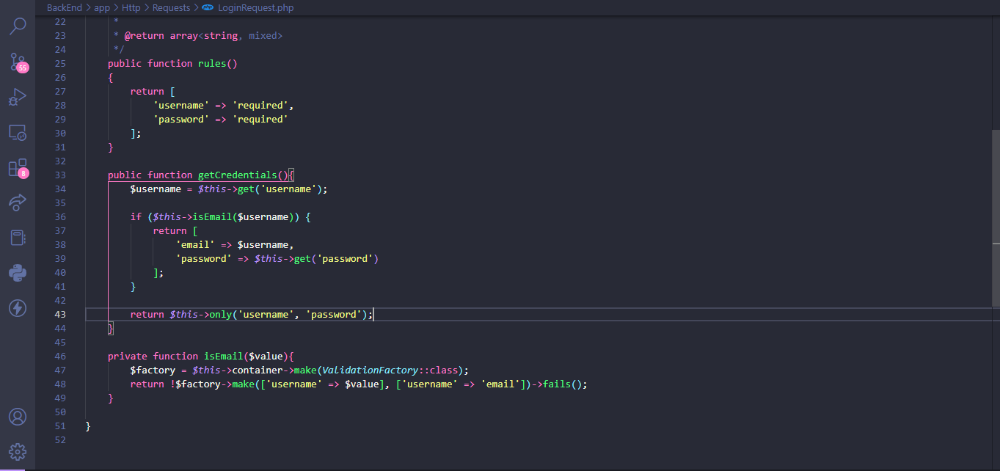 BackEnd > app > Http > Requests > php LoginRequest.php
22 *
23 * @return array<string, mixed>
24 */
25 public function rules()
26 {
27 return [
28 'username' => 'required',
29 'password' => 'required'
30 ];
31 }
32
33 public function getCredentials(){
34 $username = $this->get('username');
35
36 if ($this->isEmail($username)) {
37 return [
38 'email' => $username,
39 'password' => $this->get('password')
40 ];
41 }
42
43 return $this->only('username', 'password');
44 }
45
46 private function isEmail($value){
47 $factory = $this->container->make(ValidationFactory::class);
48 return !$factory->make(['username' => $value], ['username' => 'email'])->fails();
49 }
50
51 }
52
55
8